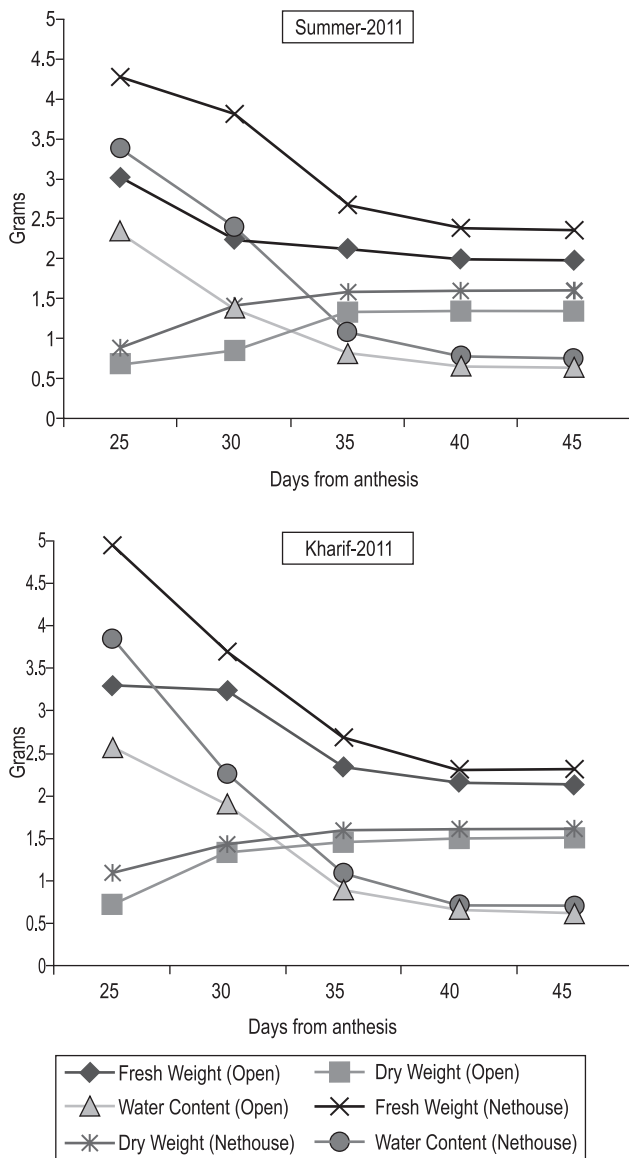 Summer-2011
5
4.5
4
3.5
3
2.5
2
1.5
1
0.5
0
Grams
25 30 35 40 45
Days from anthesis
Kharif-2011
5
4.5
4
3.5
3
2.5
2
1.5
1
0.5
0
Grams
25 30 35 40 45
Days from anthesis
Fresh Weight (Open) Dry Weight (Open)
Water Content (Open) Fresh Weight (Nethouse)
Dry Weight (Nethouse) Water Content (Nethouse)